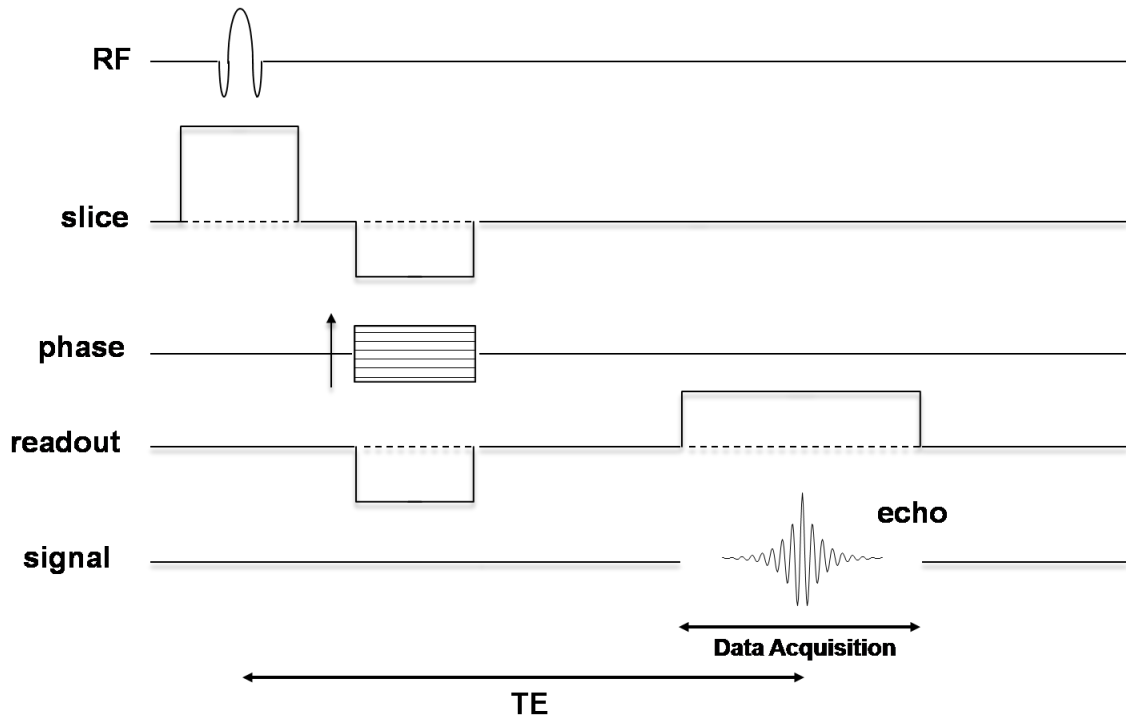 RF
slice
phase
readout
echo
signal
Data Acquisition
TE